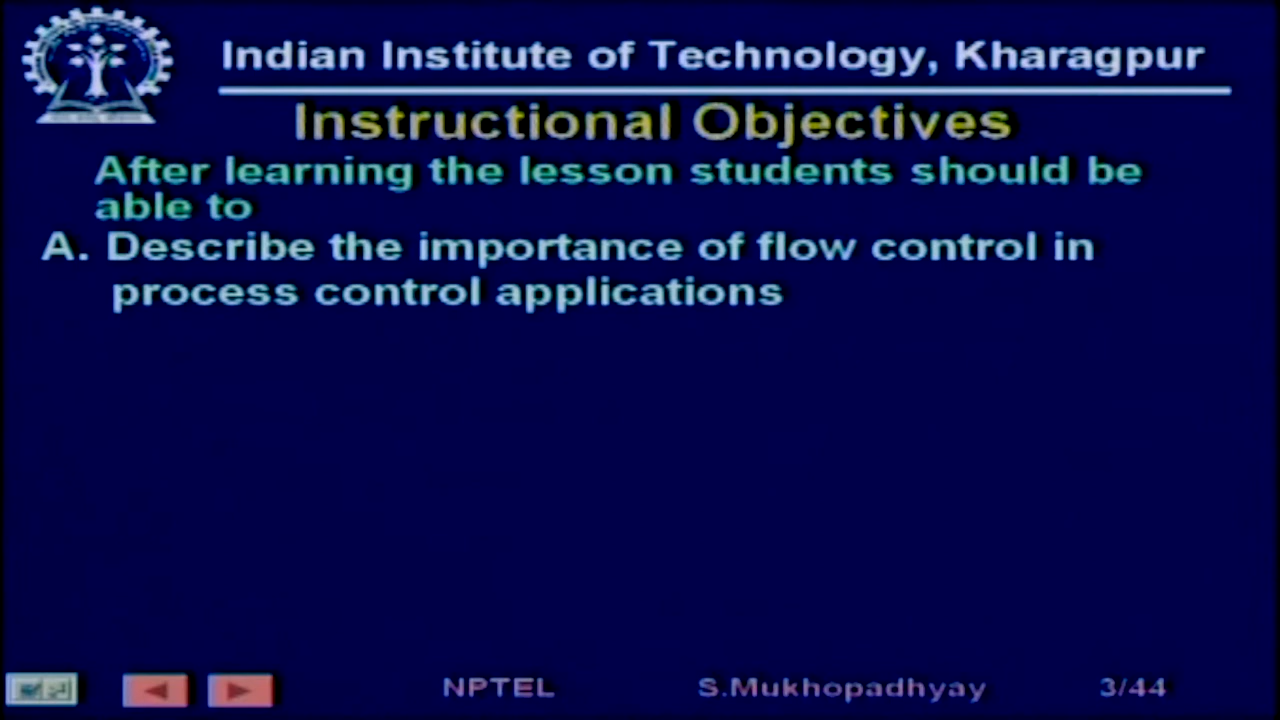 Indian Institute of Technology, Kharagpur
Instructional Objectives
After learning the lesson students should be
able to
A. Describe the importance of flow control in
process control applications
NPTEL S.Mukhopadhyay 3/44